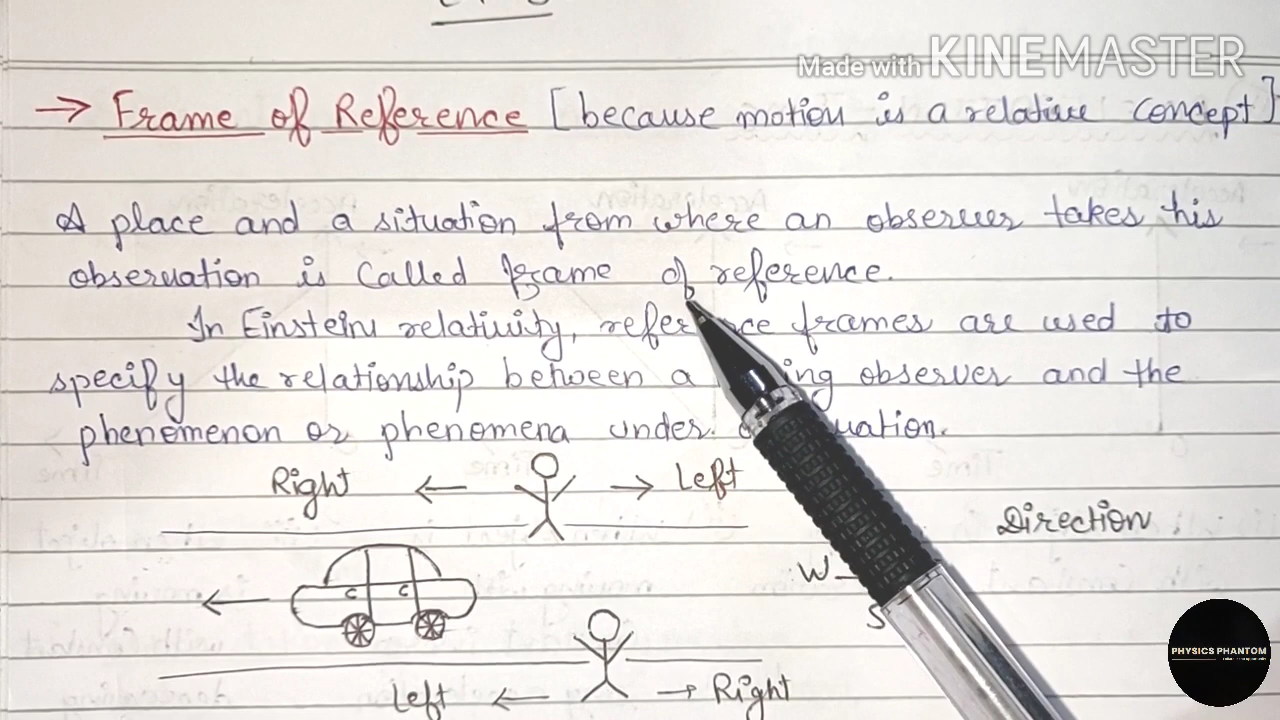 Made with KINEMASTER
→ Frame of Reference [because motion is a relative concept]
A place and a situation from where an observer takes his
observation is Called frame of reference.
In Einstein relativity, reference frames are used to
specify the relationship between a ing observer and the
phenomenon or phenomena under uation.
Right ← → Left
Direction
W
S
C C
Left ← → Right
PHYSICS PHANTOM